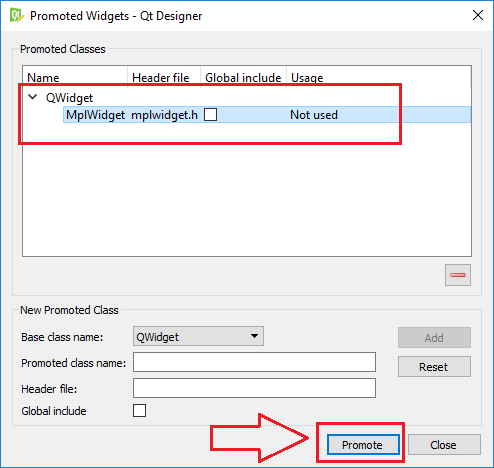 Qt Promoted Widgets - Qt Designer
Promoted Classes
Name Header file Global include Usage
QWidget
MplWidget mplwidget.h Not used
New Promoted Class
Base class name: QWidget Add
Promoted class name: Reset
Header file:
Global include
Promote Close